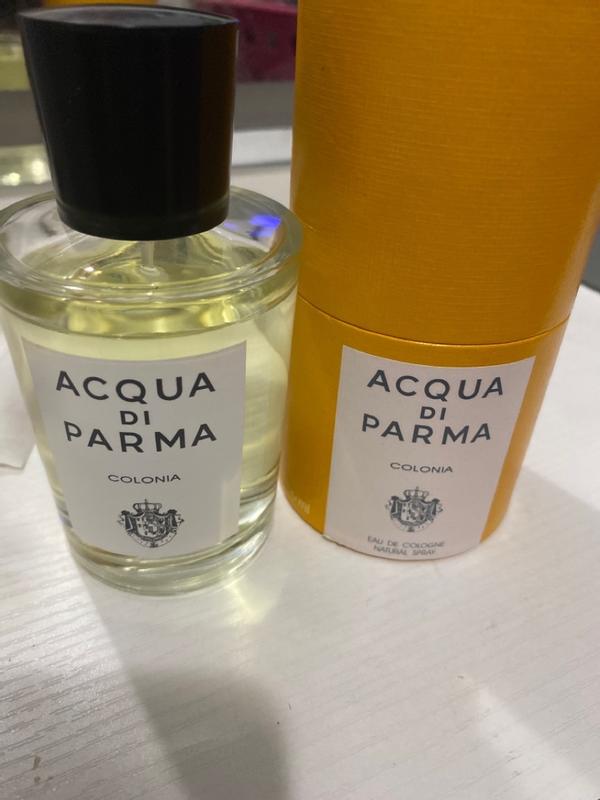 ACQUA
DI
PARMA
COLONIA
ACQUA
DI
PARMA
COLONIA
EAU DE COLOGNE
NATURAL SPRAY